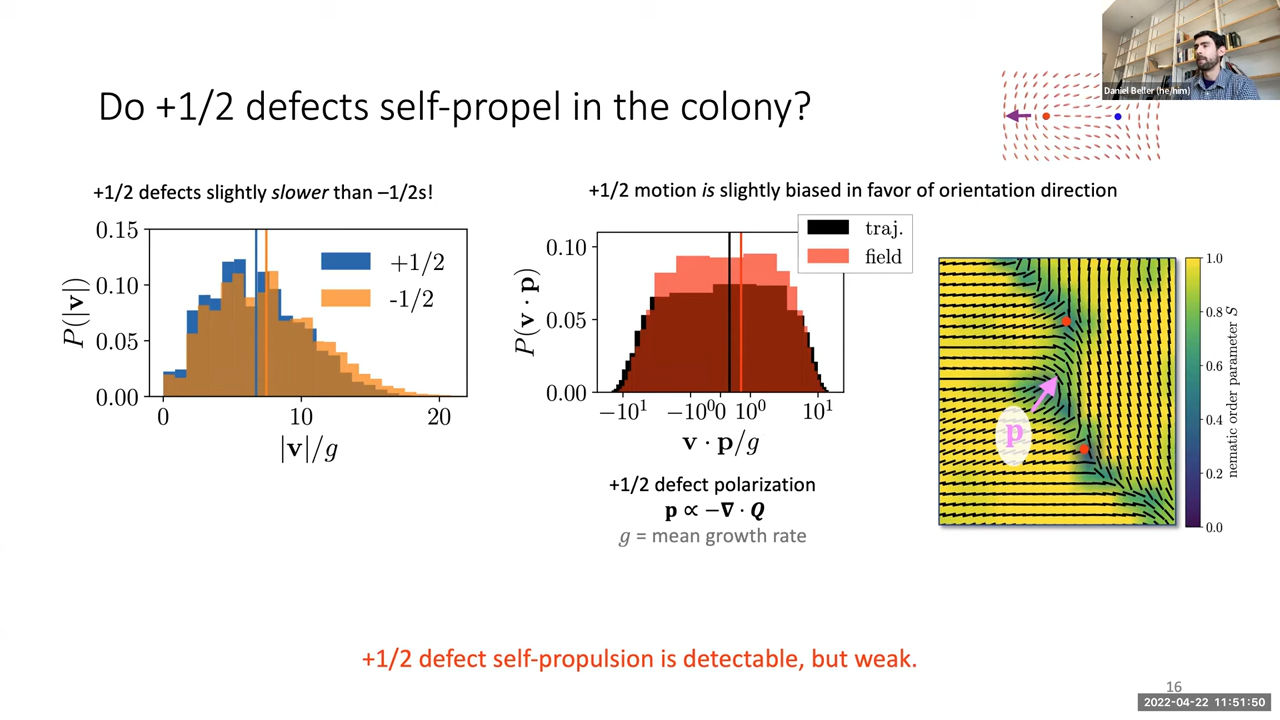 Daniel Beller (he/him)
Do +1/2 defects self-propel in the colony?
+1/2 defects slightly slower than –1/2s!
0.15
0.10
0.05
0.00
P(|v|)
0
10
20
|v|/g
+1/2
-1/2
+1/2 motion is slightly biased in favor of orientation direction
traj.
field
0.10
0.05
0.00
P(v · p)
−10¹ −10⁰0 10⁰ 10¹
v · p/g
+1/2 defect polarization
p ∝ −∇ · Q
g = mean growth rate
p
1.0
0.8
0.6
0.4
0.2
0.0
nematic order parameter S
+1/2 defect self-propulsion is detectable, but weak.
16
2022-04-22 11:51:50